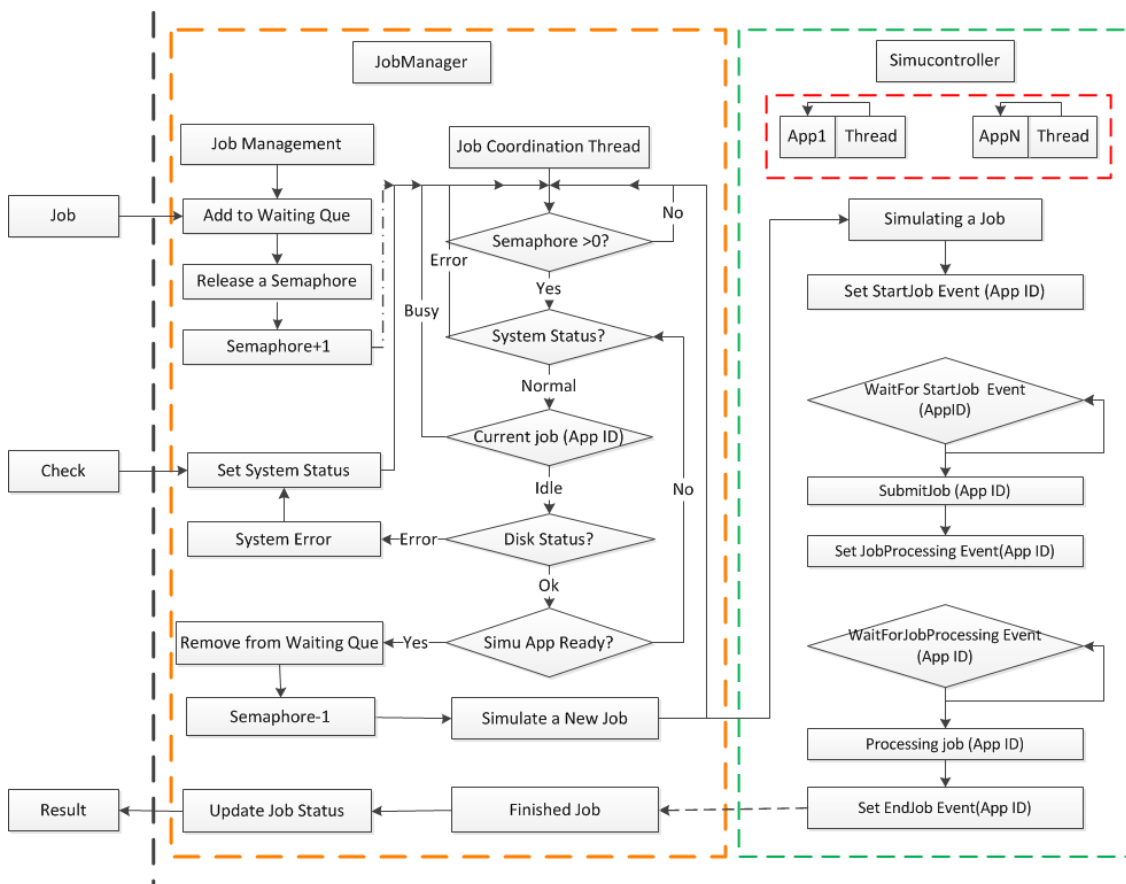 JobManager
Simucontroller
App1
Thread
AppN
Thread
Job Management
Job Coordination Thread
Job
Add to Waiting Que
No
Simulating a Job
Semaphore >0?
Error
Release a Semaphore
Yes
Set StartJob Event (App ID)
Busy
Semaphore+1
System Status?
Normal
WaitFor StartJob Event
(AppID)
Current job (App ID)
Check
Set System Status
Idle
No
SubmitJob (App ID)
System Error
Error
Disk Status?
Set JobProcessing Event(App ID)
Ok
Remove from Waiting Que
Yes
Simu App Ready?
WaitForJobProcessing Event
(App ID)
Semaphore-1
Simulate a New Job
Processing job (App ID)
Result
Update Job Status
Finished Job
Set EndJob Event(App ID)